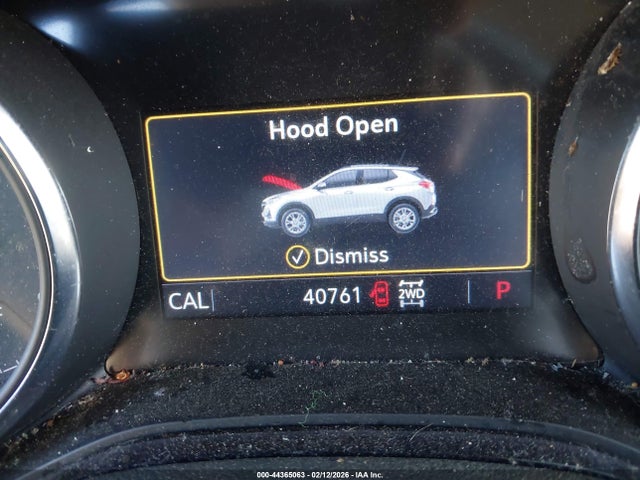 Hood Open
Dismiss
CAL 40761 2WD P
000-44365063 - 02/12/2026 - IAA Inc.